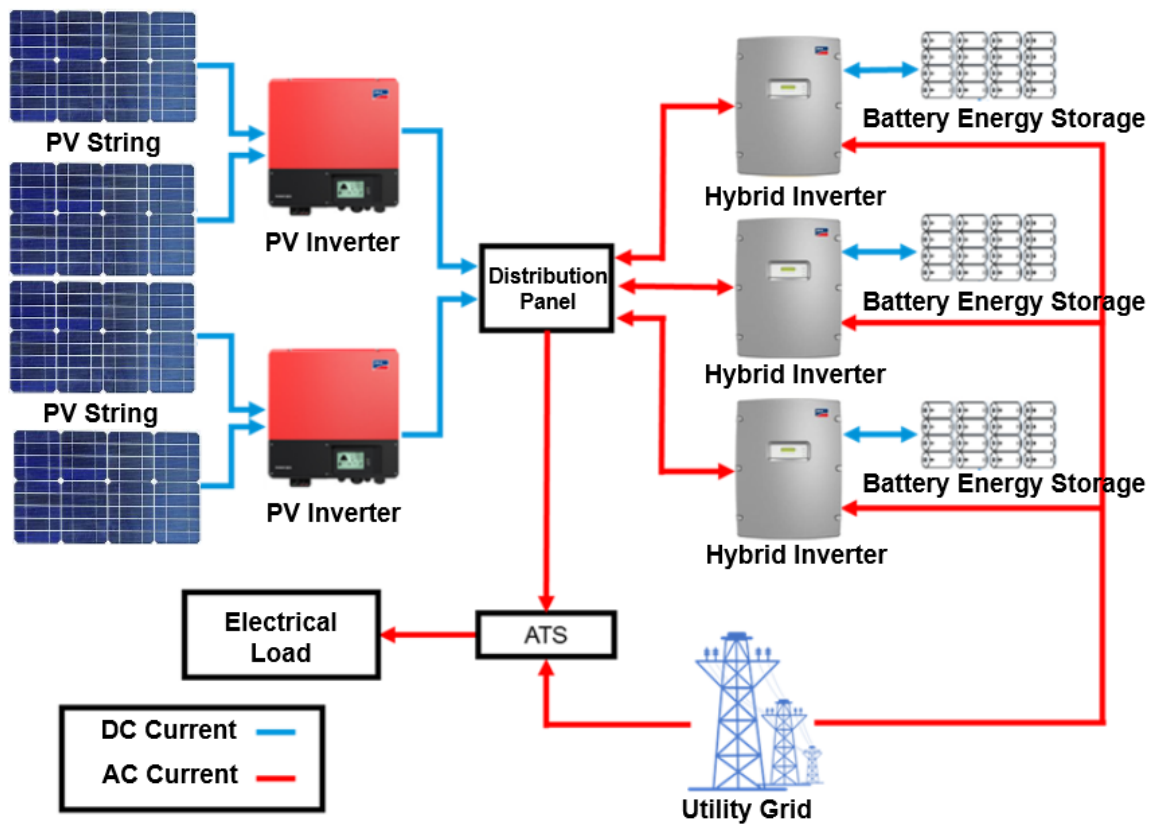 PV String
PV Inverter
PV String
PV Inverter
Distribution
Panel
Hybrid Inverter
Battery Energy Storage
Hybrid Inverter
Battery Energy Storage
Hybrid Inverter
Battery Energy Storage
Electrical
Load
ATS
Utility Grid
DC Current
AC Current